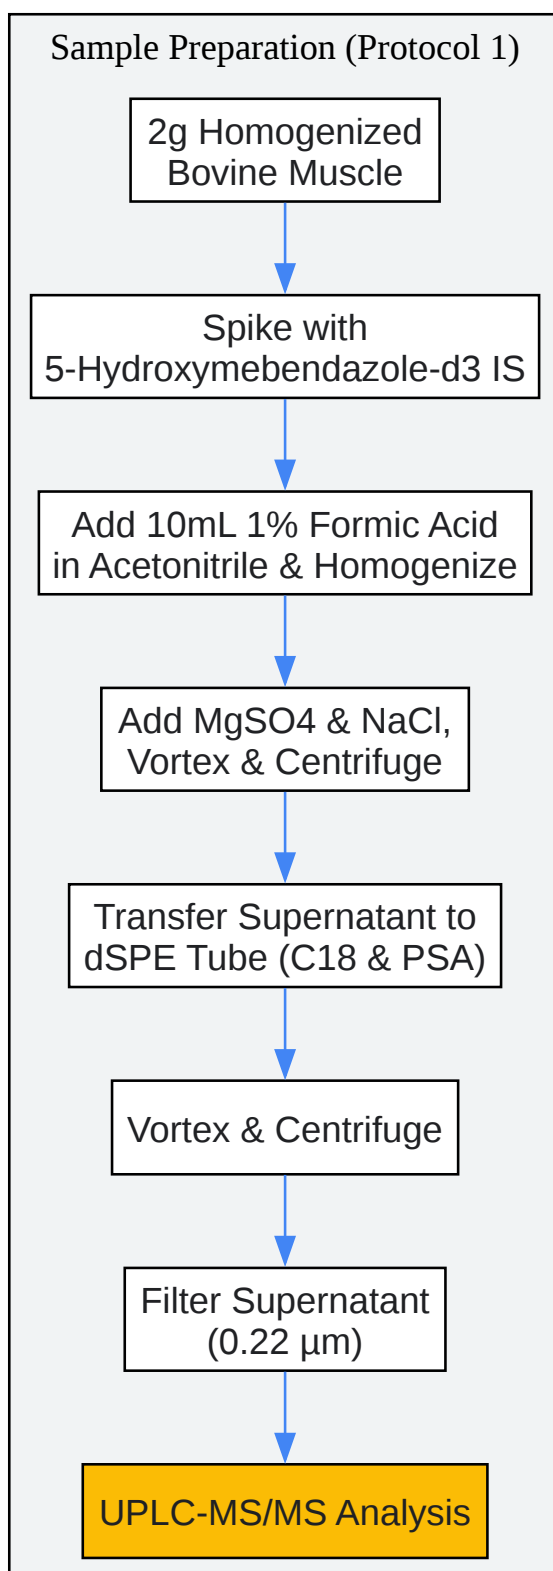 Sample Preparation (Protocol 1)
2g Homogenized
Bovine Muscle
Spike with
5-Hydroxymebendazole-d3 IS
Add 10mL 1% Formic Acid
in Acetonitrile & Homogenize
Add MgSO4 & NaCl,
Vortex & Centrifuge
Transfer Supernatant to
dSPE Tube (C18 & PSA)
Vortex & Centrifuge
Filter Supernatant
(0.22 µm)
UPLC-MS/MS Analysis